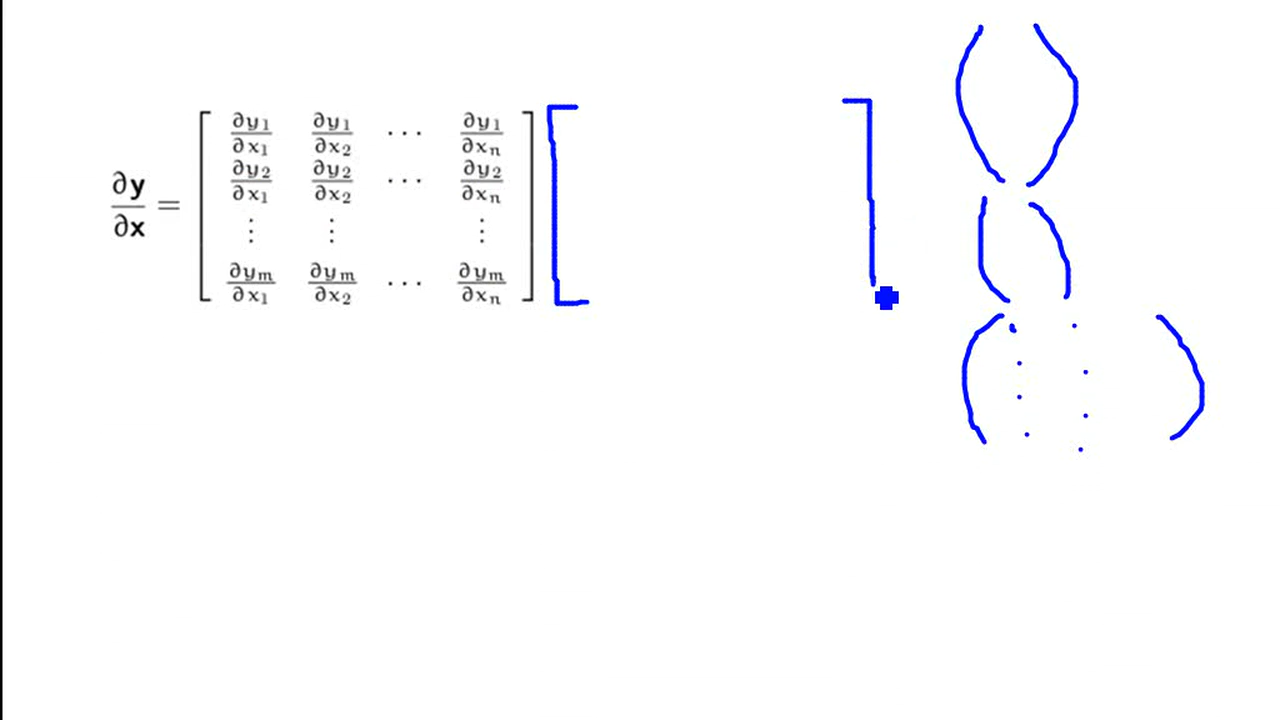 ∂y/∂x = [ ∂y₁/∂x₁ ∂y₁/∂x₂ ⋯ ∂y₁/∂xₙ
∂y₂/∂x₁ ∂y₂/∂x₂ ⋯ ∂y₂/∂xₙ
⋮ ⋮ ⋮
∂yₘ/∂x₁ ∂yₘ/∂x₂ ⋯ ∂yₘ/∂xₙ ] [ ]
( )
( )
( )